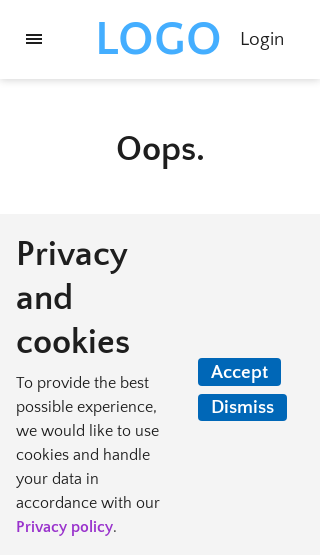 LOGO
Login
Oops.
Privacy
and
cookies
To provide the best
possible experience,
we would like to use
cookies and handle
your data in
accordance with our
Privacy policy.
Accept
Dismiss